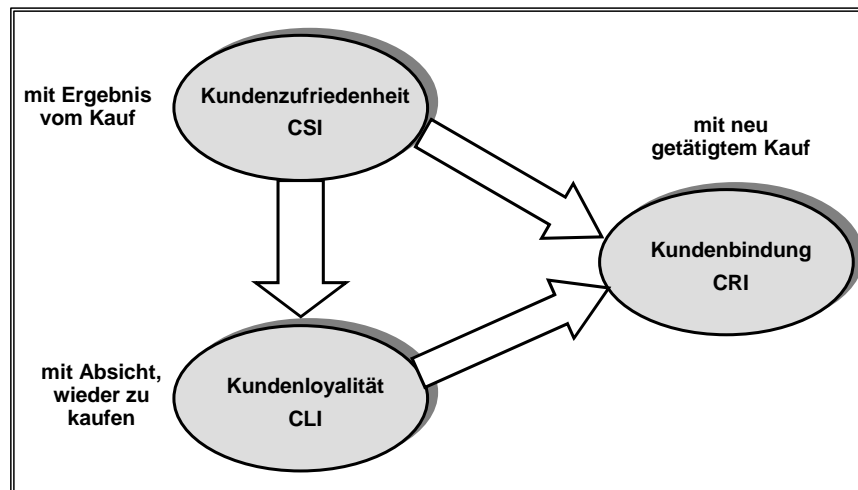 mit Ergebnis
vom Kauf
Kundenzufriedenheit
CSI
mit neu
getätigtem Kauf
Kundenbindung
CRI
mit Absicht,
wieder zu
kaufen
Kundenloyalität
CLI